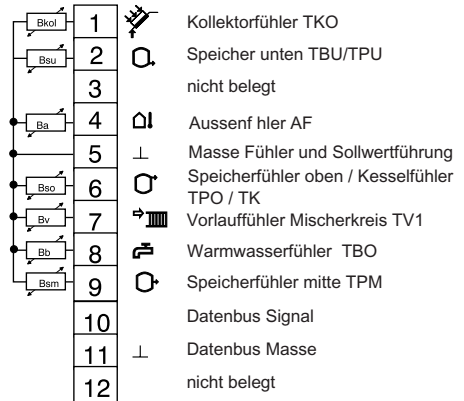 Bkol 1 Kollektorfühler TKO
Bsu 2 Speicher unten TBU/TPU
3 nicht belegt
Ba 4 Aussenf hler AF
5 Masse Fühler und Sollwertführung
Bso 6 Speicherfühler oben / Kesselfühler
TPO / TK
Bv 7 Vorlauffühler Mischerkreis TV1
Bb 8 Warmwasserfühler TBO
Bsm 9 Speicherfühler mitte TPM
10 Datenbus Signal
11 Datenbus Masse
12 nicht belegt